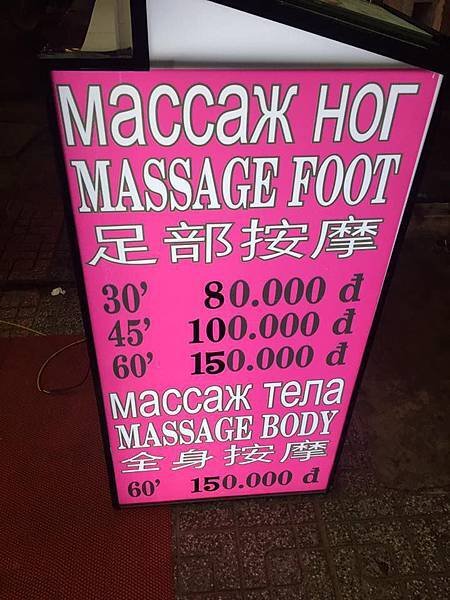 массаж ног
MASSAGE FOOT
足部按摩
30’ 80.000 đ
45’ 100.000 đ
60’ 150.000 đ
массаж тела
MASSAGE BODY
全身按摩
60’ 150.000 đ